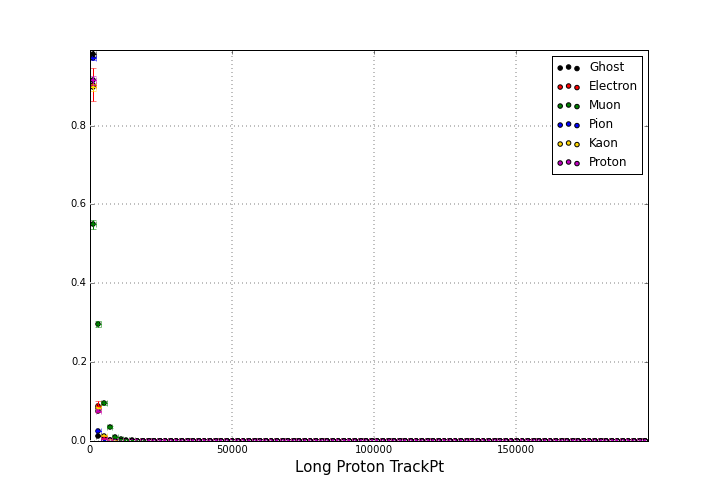 Ghost
Electron
Muon
Pion
Kaon
Proton
0.8
0.6
0.4
0.2
0.0
0 50000 100000 150000
Long Proton TrackPt